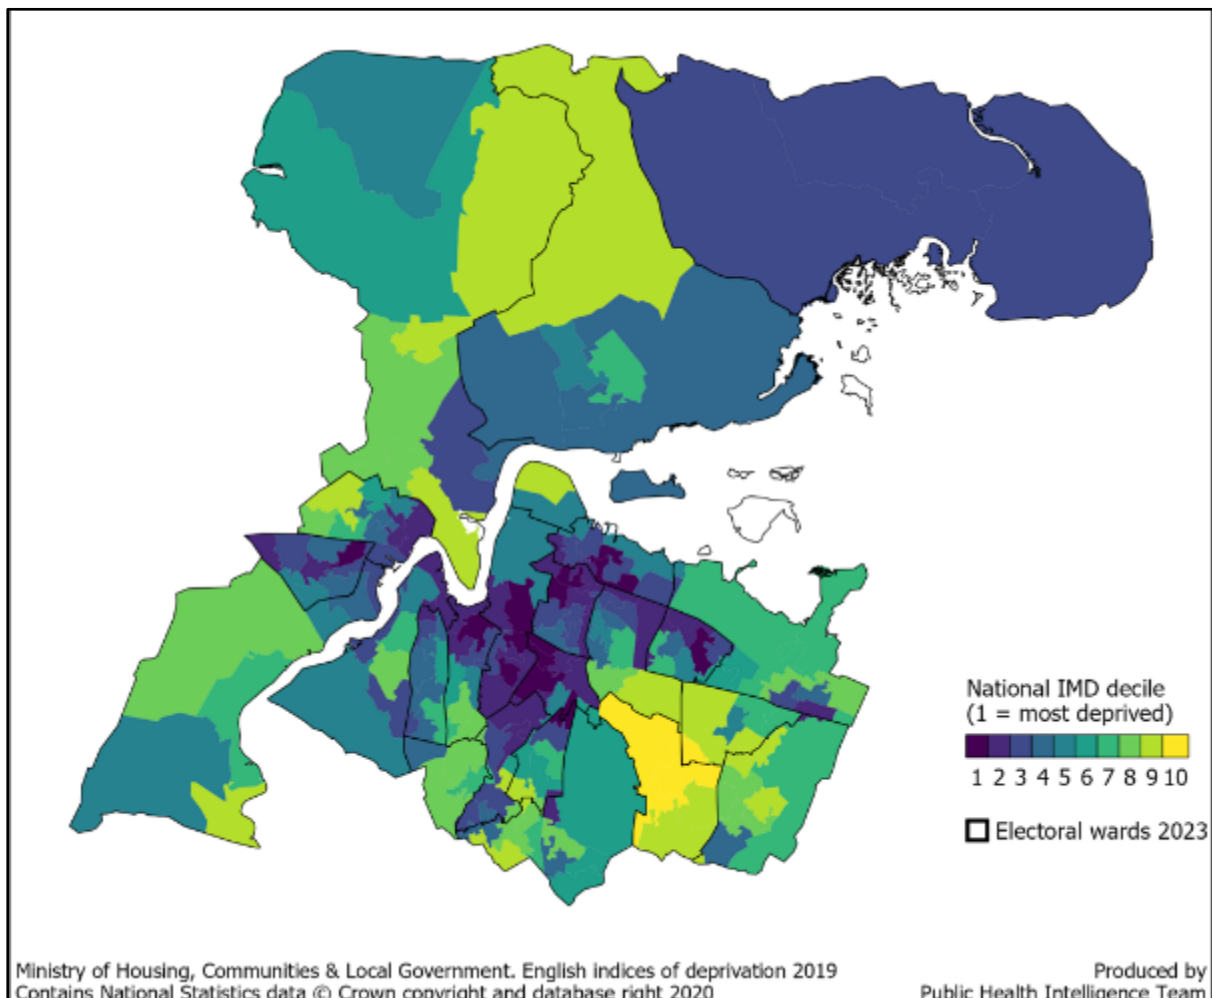 National IMD decile
(1 = most deprived)
1 2 3 4 5 6 7 8 9 10
Electoral wards 2023
Ministry of Housing, Communities & Local Government. English indices of deprivation 2019
Contains National Statistics data © Crown copyright and database right 2020
Produced by
Public Health Intelligence Team